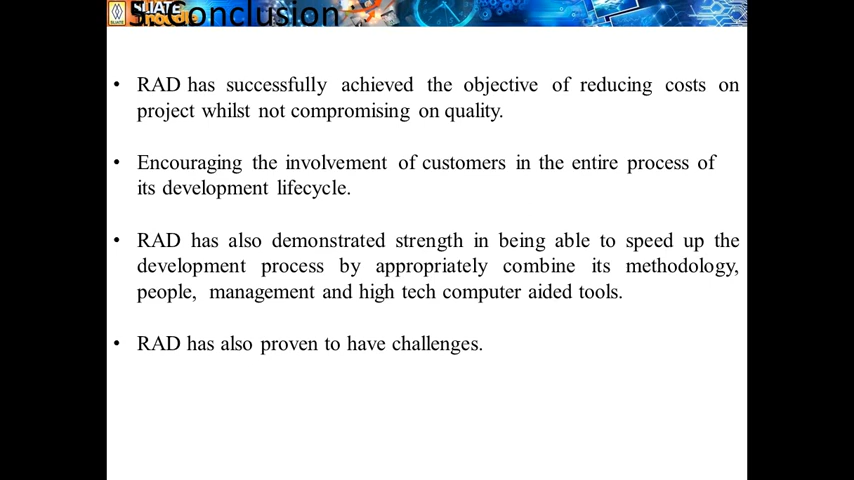 SLIATE
5. Conclusion
• RAD has successfully achieved the objective of reducing costs on
project whilst not compromising on quality.
• Encouraging the involvement of customers in the entire process of
its development lifecycle.
• RAD has also demonstrated strength in being able to speed up the
development process by appropriately combine its methodology,
people, management and high tech computer aided tools.
• RAD has also proven to have challenges.